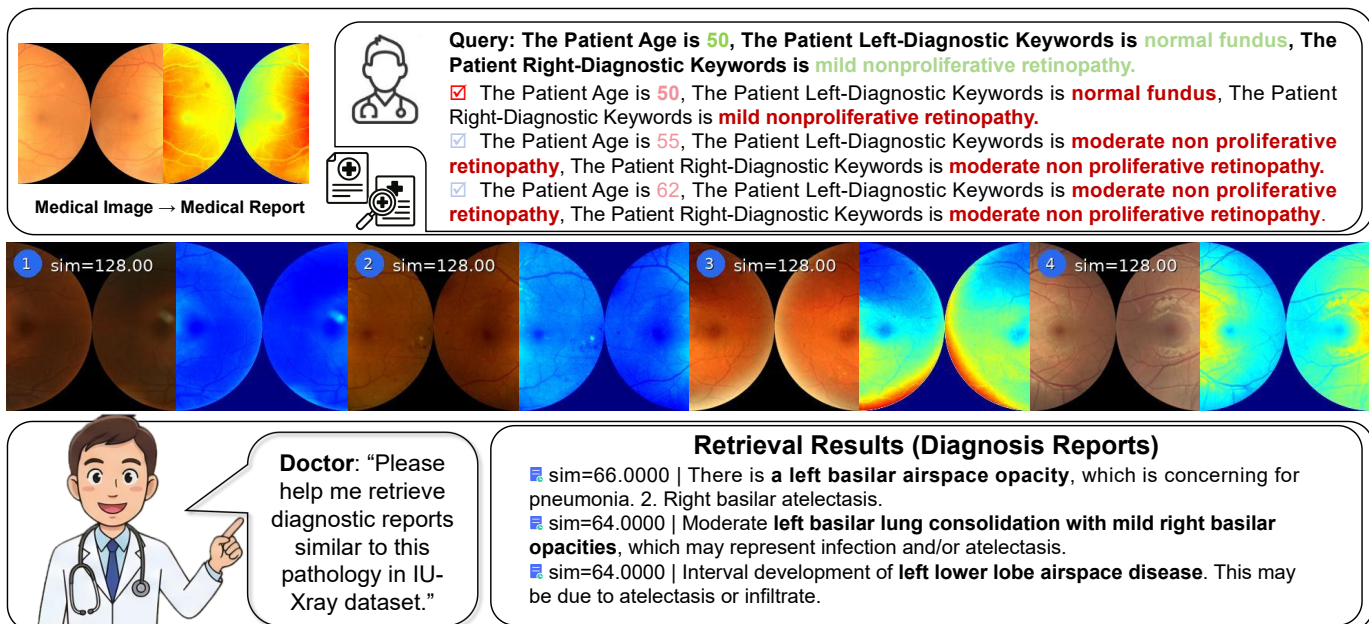 Query: The Patient Age is 50, The Patient Left-Diagnostic Keywords is normal fundus, The
Patient Right-Diagnostic Keywords is mild nonproliferative retinopathy.
The Patient Age is 50, The Patient Left-Diagnostic Keywords is normal fundus, The Patient
Right-Diagnostic Keywords is mild nonproliferative retinopathy.
The Patient Age is 55, The Patient Left-Diagnostic Keywords is moderate non proliferative
retinopathy, The Patient Right-Diagnostic Keywords is moderate non proliferative retinopathy.
The Patient Age is 62, The Patient Left-Diagnostic Keywords is moderate non proliferative
retinopathy, The Patient Right-Diagnostic Keywords is moderate non proliferative retinopathy.
Medical Image → Medical Report
1 sim=128.00
2 sim=128.00
3 sim=128.00
4 sim=128.00
Doctor: “Please
help me retrieve
diagnostic reports
similar to this
pathology in IU-
Xray dataset.”
Retrieval Results (Diagnosis Reports)
sim=66.0000 | There is a left basilar airspace opacity, which is concerning for
pneumonia. 2. Right basilar atelectasis.
sim=64.0000 | Moderate left basilar lung consolidation with mild right basilar
opacities, which may represent infection and/or atelectasis.
sim=64.0000 | Interval development of left lower lobe airspace disease. This may
be due to atelectasis or infiltrate.